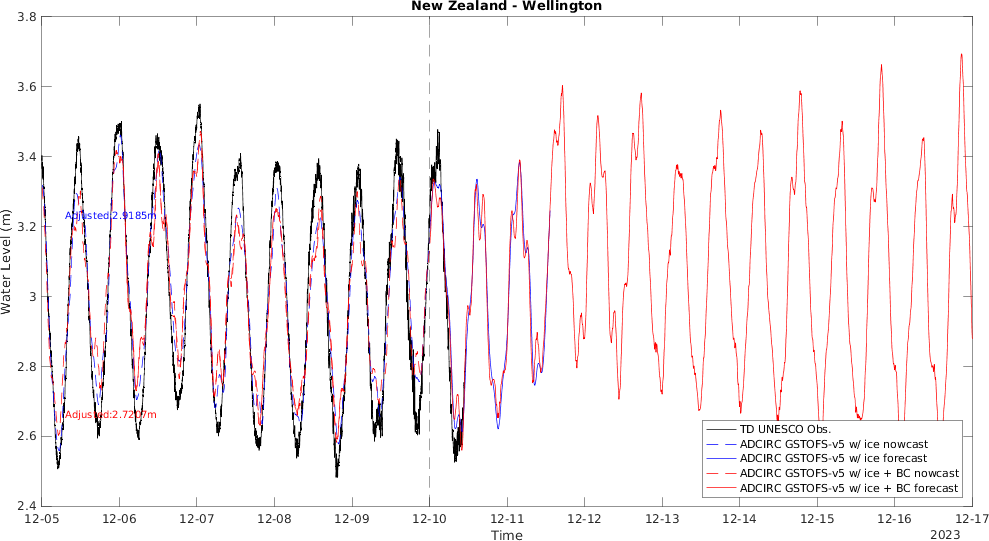 New Zealand - Wellington
3.8
3.6
3.4
3.2
3
2.8
2.6
2.4
Water Level (m)
Adjusted:2.9185m
Adjusted:2.7207m
TD UNESCO Obs.
ADCIRC GSTOFS-v5 w/ ice nowcast
ADCIRC GSTOFS-v5 w/ ice forecast
ADCIRC GSTOFS-v5 w/ ice + BC nowcast
ADCIRC GSTOFS-v5 w/ ice + BC forecast
12-05 12-06 12-07 12-08 12-09 12-10 12-11 12-12 12-13 12-14 12-15 12-16 12-17
Time
2023